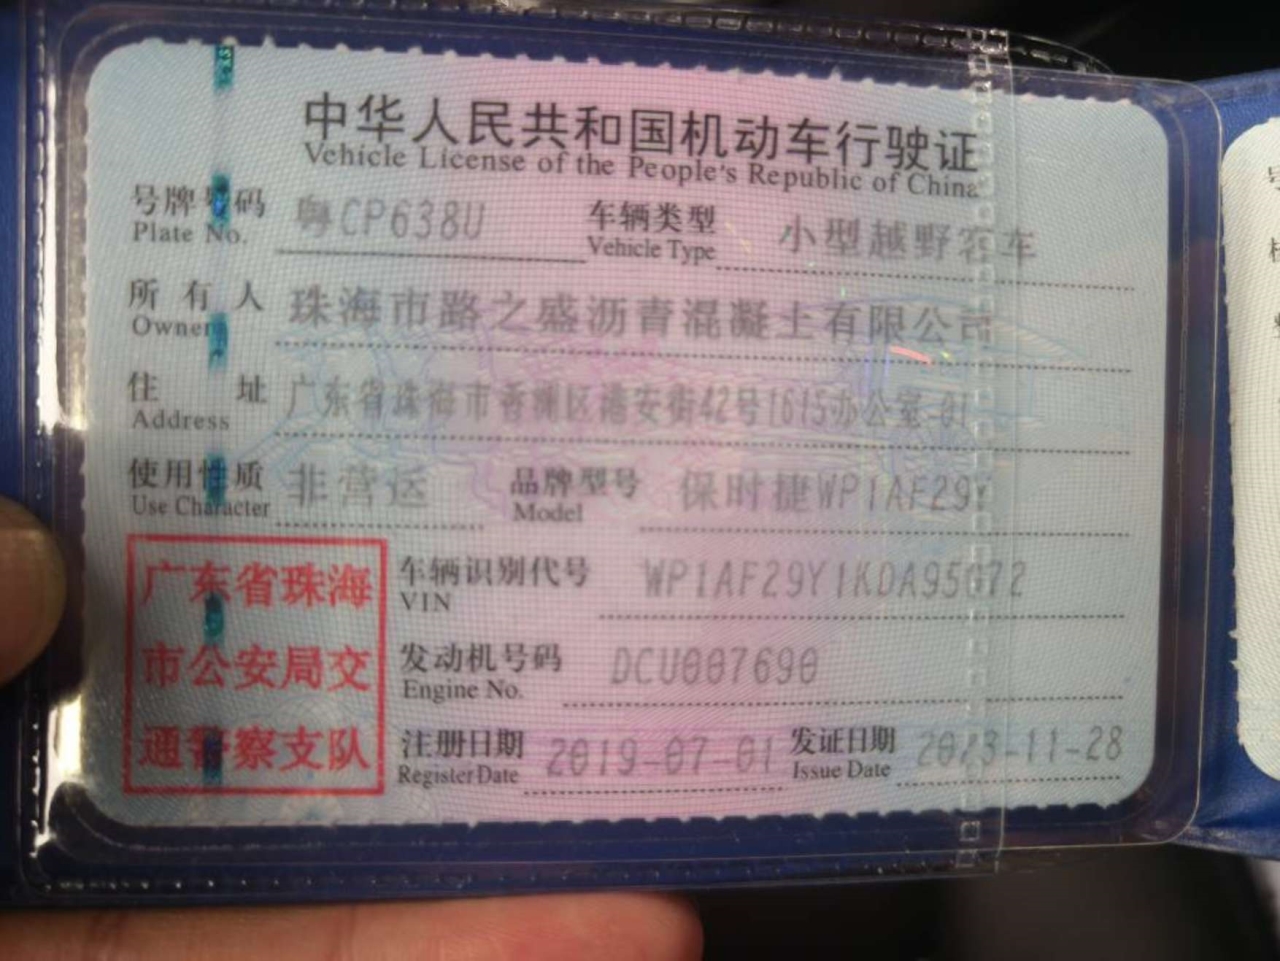 中华人民共和国机动车行驶证
Vehicle License of the People's Republic of China
号牌号码 粤CP638U 车辆类型 小型越野客车
Plate No. Vehicle Type
所有人 珠海市路之盛沥青混凝土有限公司
Owner
住址 广东省珠海市香洲区港安街42号1615办公室-01
Address
使用性质 非营运 品牌型号 保时捷WP1AF29Y
Use Character Model
广东省珠海
市公安局交
通警察支队
车辆识别代号 WP1AF29Y1KDA95072
VIN
发动机号码 DCU007690
Engine No.
注册日期 2019-07-01 发证日期 2023-11-28
Register Date Issue Date